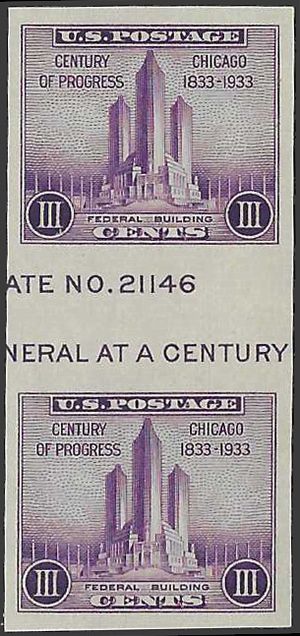 U.S. POSTAGE
CENTURY CHICAGO
OF PROGRESS 1833-1933
III FEDERAL BUILDING III
CENTS
ATE NO. 21146
NERAL AT A CENTURY
U.S. POSTAGE
CENTURY CHICAGO
OF PROGRESS 1833-1933
III FEDERAL BUILDING III
CENTS